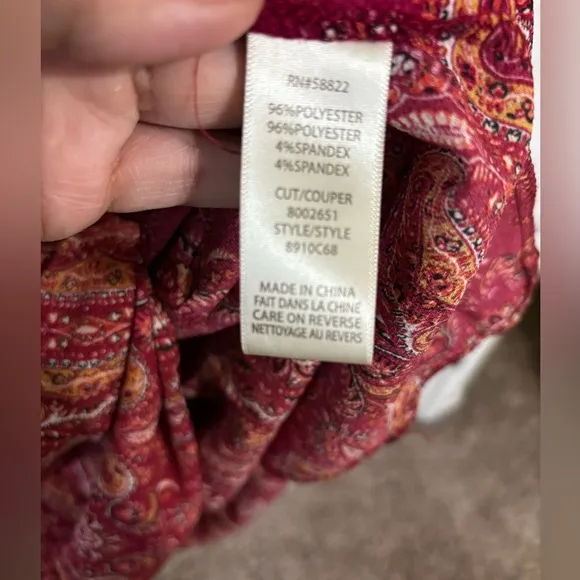 RN#58822
96%POLYESTER
96%POLYESTER
4%SPANDEX
4%SPANDEX
CUT/COUPER
8002651
STYLE/STYLE
8910C68
MADE IN CHINA
FAIT DANS LA CHINE
CARE ON REVERSE
NETTOYAGE AU REVERS